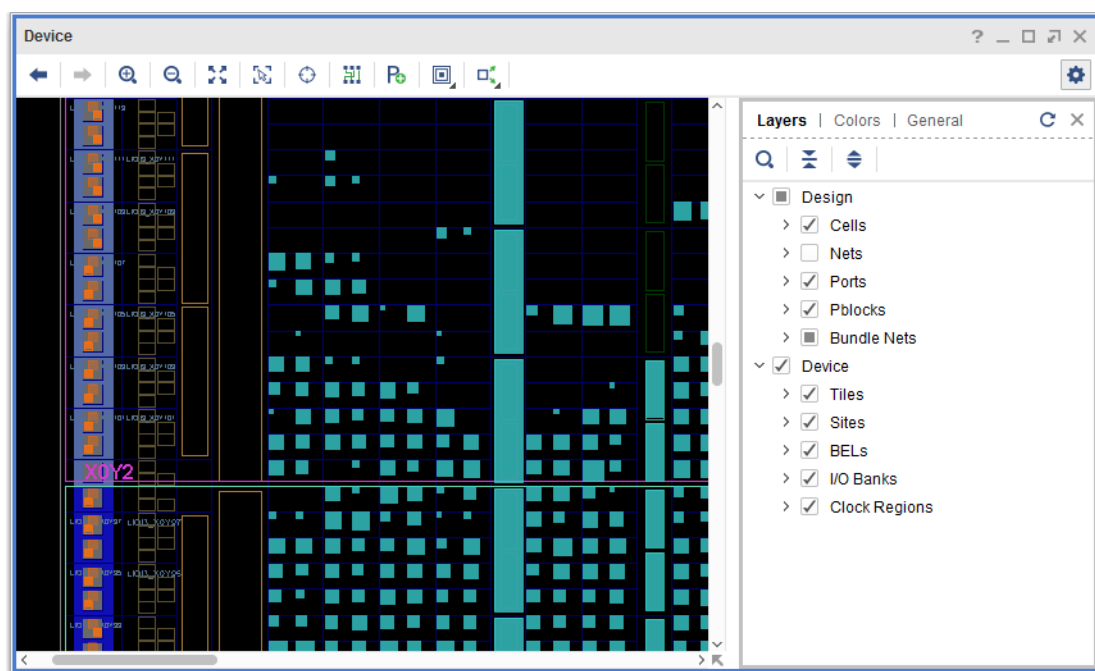 Device
Layers | Colors | General
Design
Cells
Nets
Ports
Pblocks
Bundle Nets
Device
Tiles
Sites
BELs
I/O Banks
Clock Regions
X0Y2